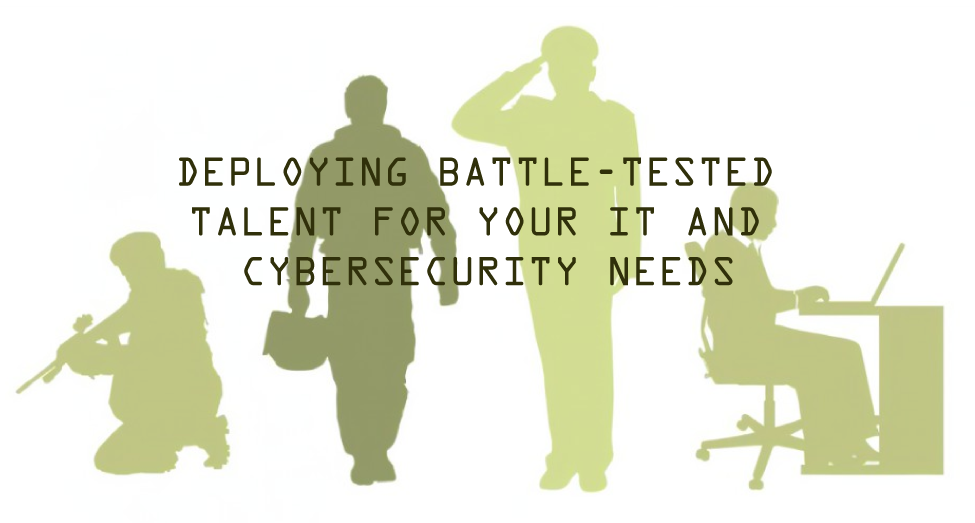 DEPLOYING BATTLE-TESTED
TALENT FOR YOUR IT AND
CYBERSECURITY NEEDS